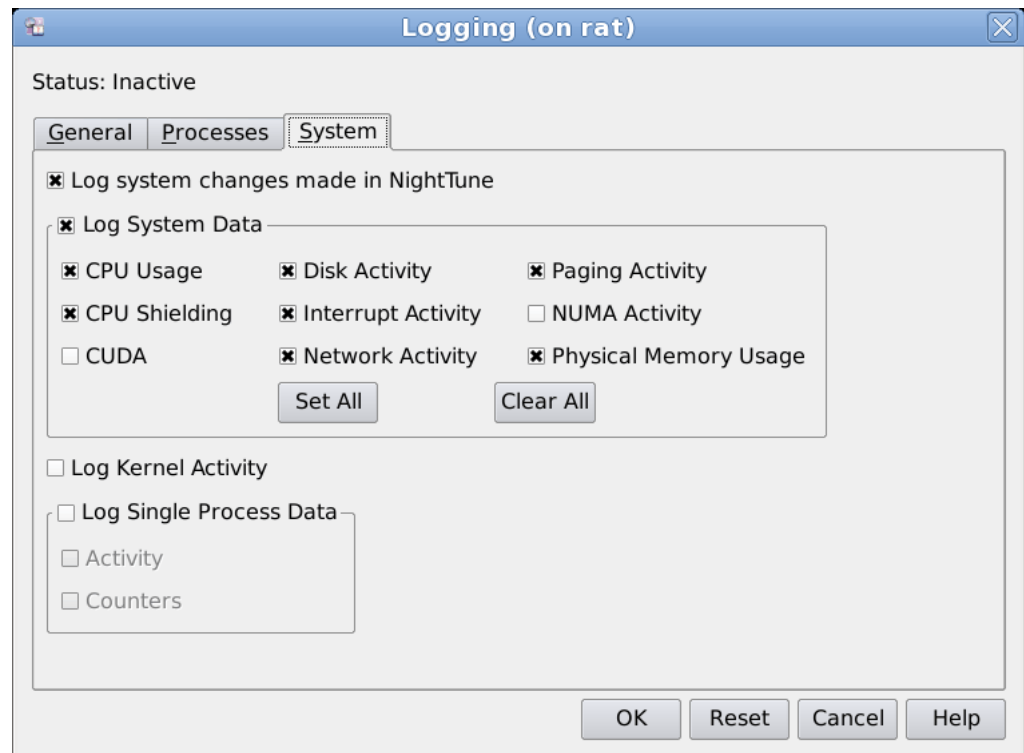 Logging (on rat)
Status: Inactive
General Processes System
Log system changes made in NightTune
Log System Data
CPU Usage Disk Activity Paging Activity
CPU Shielding Interrupt Activity NUMA Activity
CUDA Network Activity Physical Memory Usage
Set All Clear All
Log Kernel Activity
Log Single Process Data
Activity
Counters
OK Reset Cancel Help